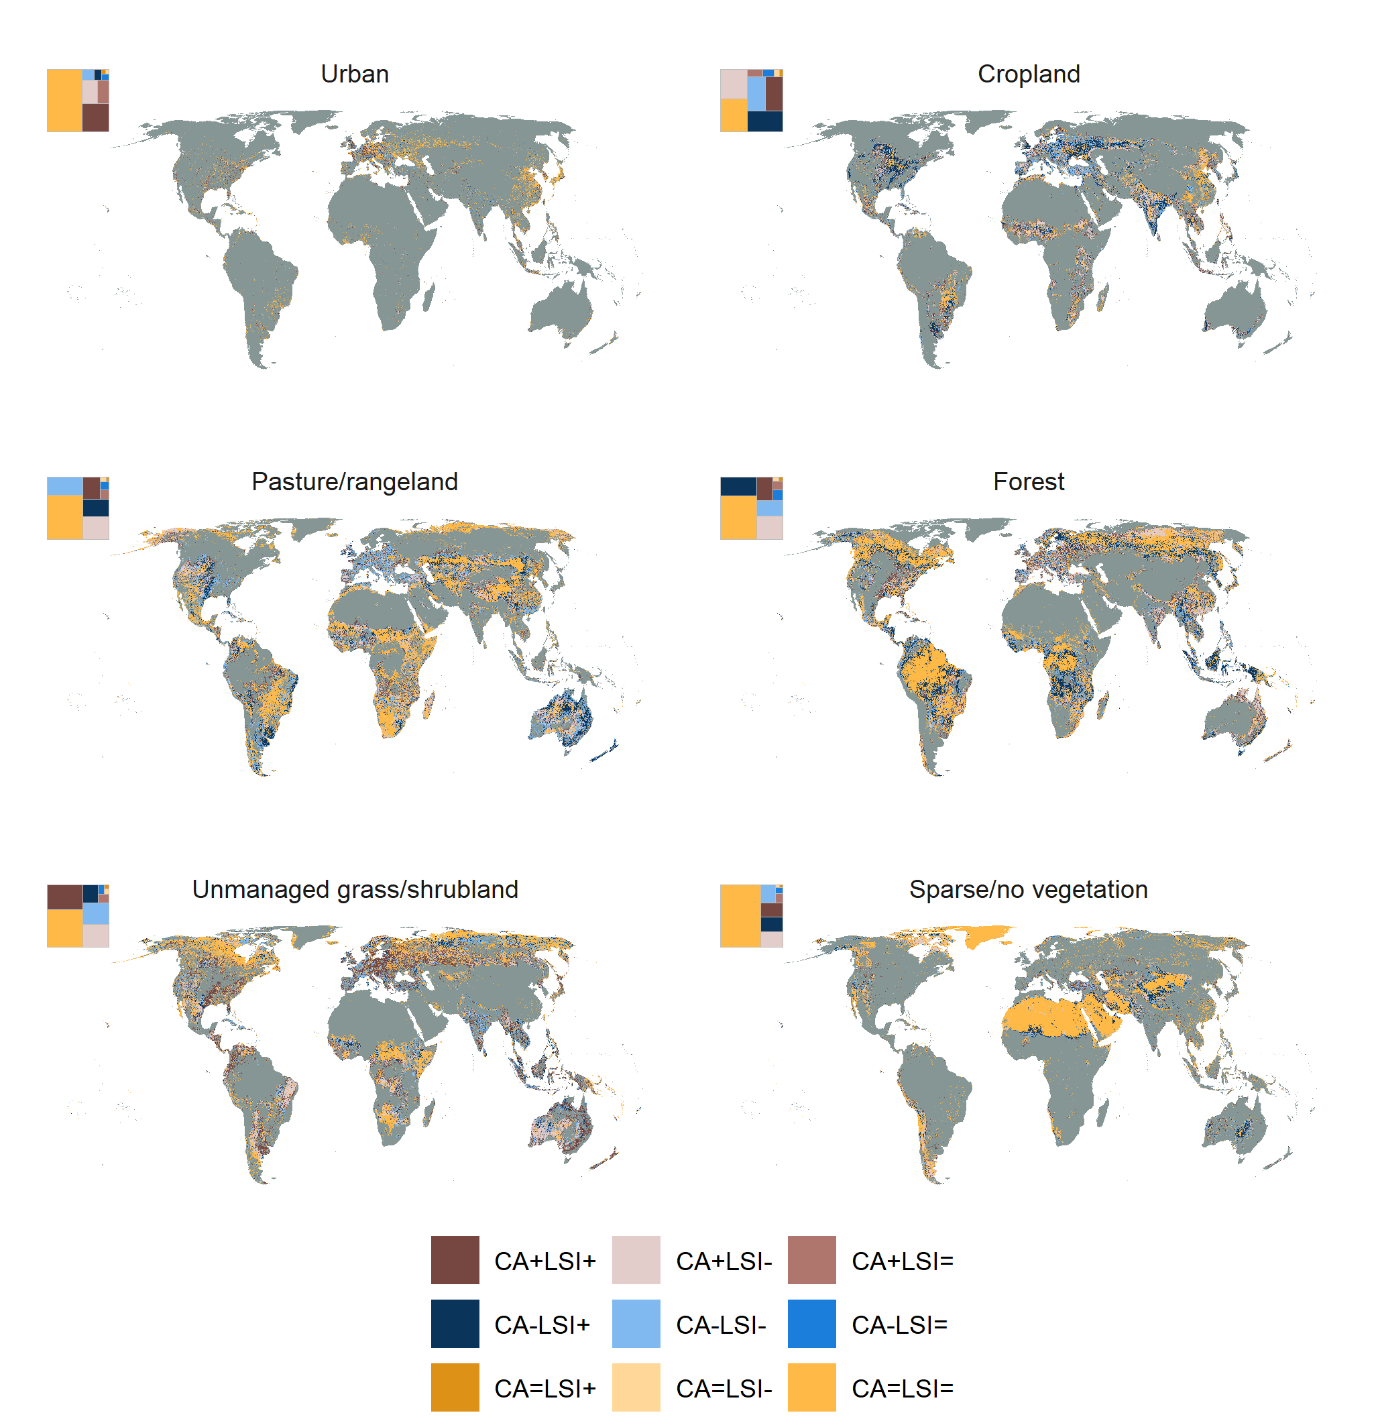 Urban
Cropland
Pasture/rangeland
Forest
Unmanaged grass/shrubland
Sparse/no vegetation
CA+LSI+ CA+LSI- CA+LSI=
CA-LSI+ CA-LSI- CA-LSI=
CA=LSI+ CA=LSI- CA=LSI=